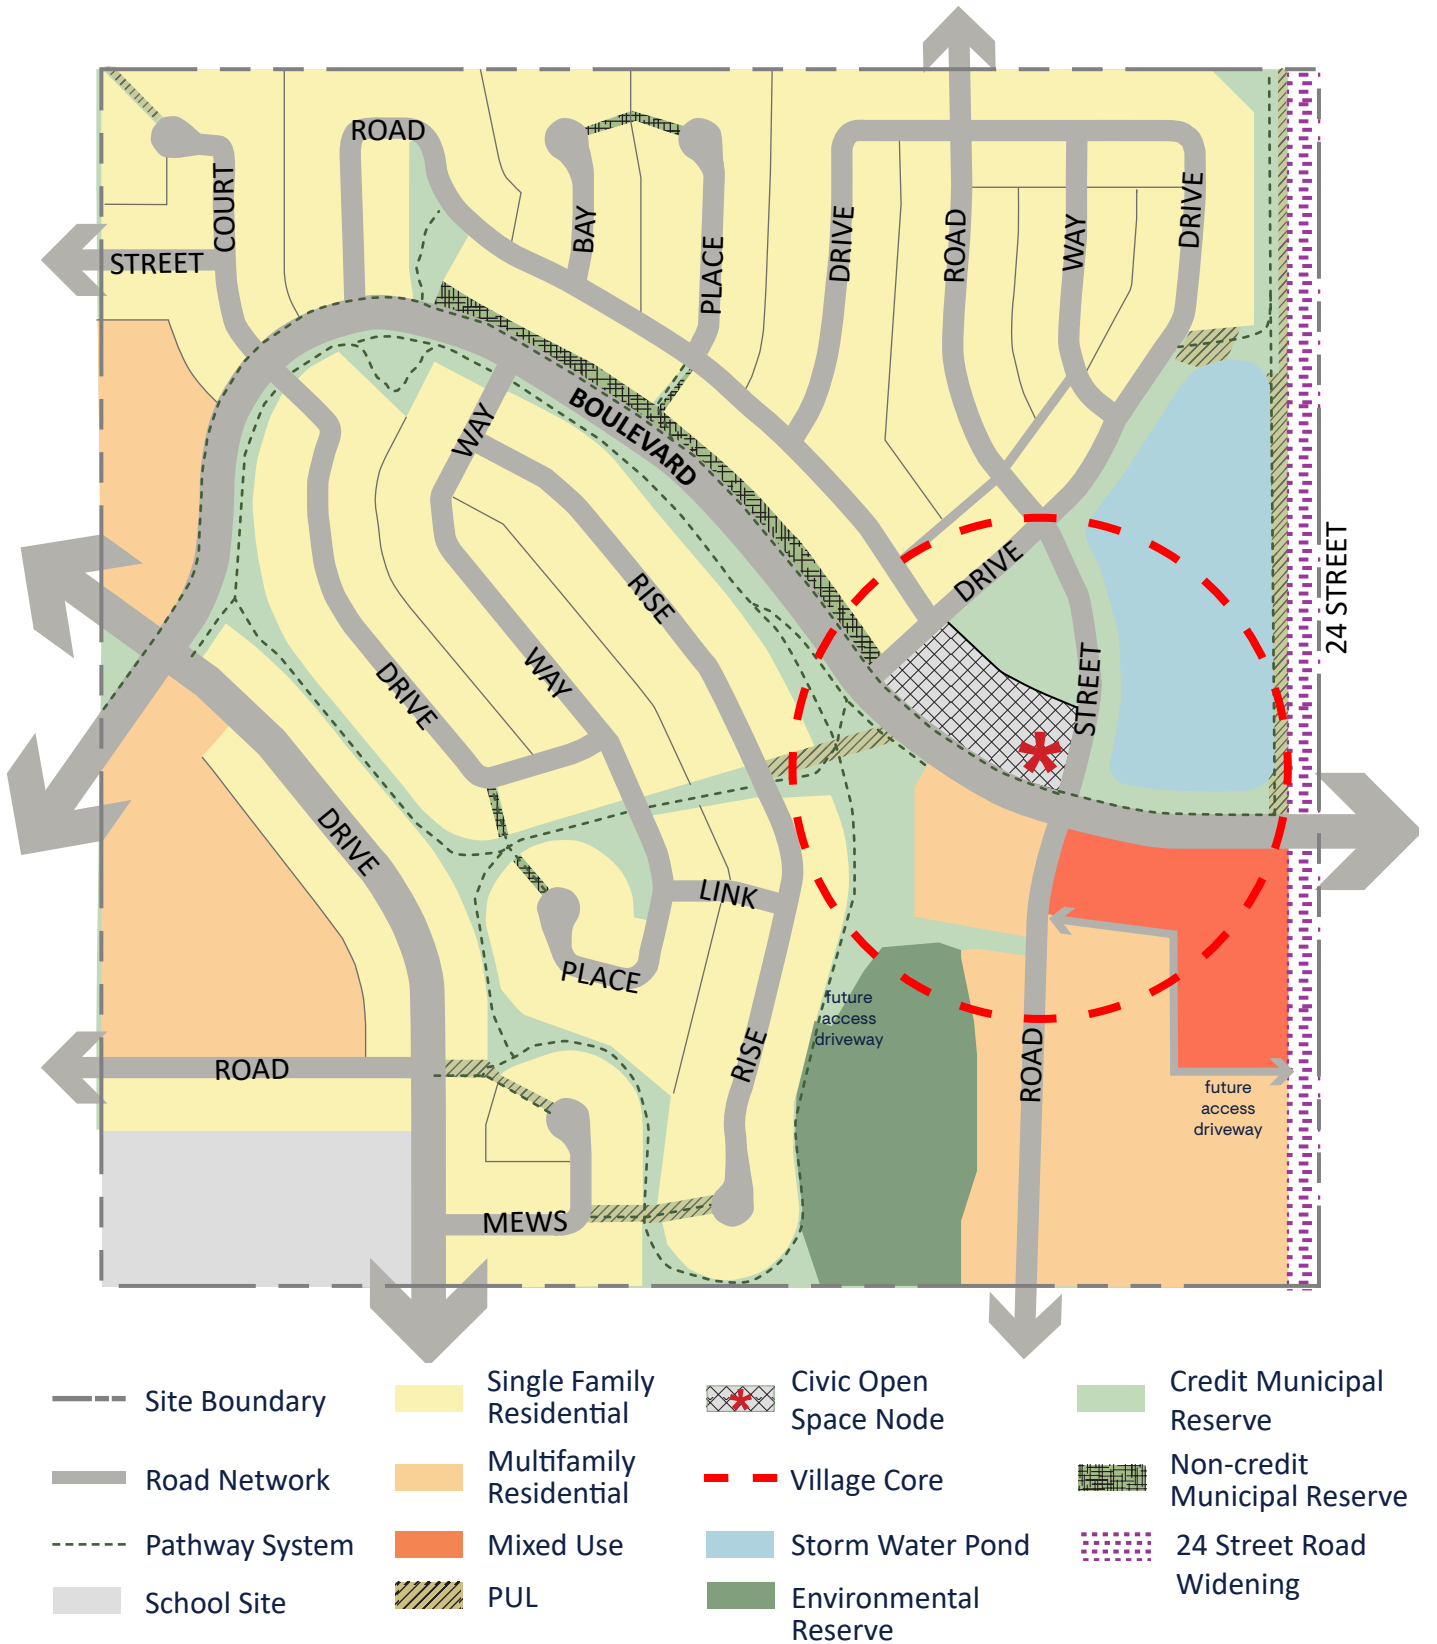 ROAD
COURT
STREET
BAY
PLACE
DRIVE
ROAD
WAY
DRIVE
WAY
BOULEVARD
24 STREET
RISE
DRIVE
WAY
DRIVE
STREET
DRIVE
LINK
PLACE
future
access
driveway
RISE
ROAD
ROAD
future
access
driveway
MEWS
Site Boundary
Road Network
Pathway System
School Site
Single Family
Residential
Multifamily
Residential
Mixed Use
PUL
Civic Open
Space Node
Village Core
Storm Water Pond
Environmental
Reserve
Credit Municipal
Reserve
Non-credit
Municipal Reserve
24 Street Road
Widening